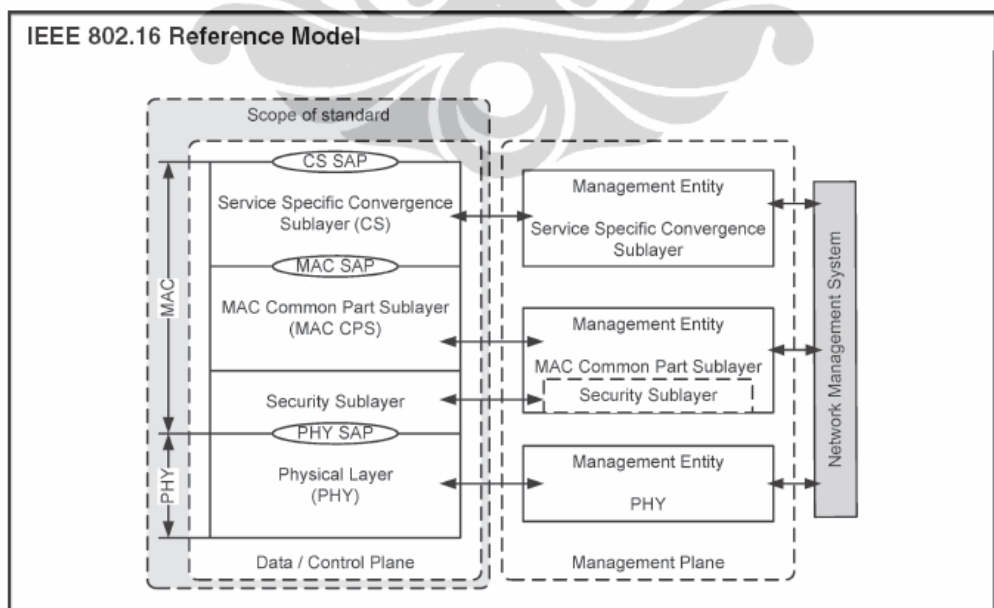 IEEE 802.16 Reference Model
Scope of standard
CS SAP
Service Specific Convergence
Sublayer (CS)
MAC SAP
MAC Common Part Sublayer
(MAC CPS)
Security Sublayer
PHY SAP
Physical Layer
(PHY)
Data / Control Plane
MAC
PHY
Management Entity
Service Specific Convergence
Sublayer
Management Entity
MAC Common Part Sublayer
Security Sublayer
Management Entity
PHY
Management Plane
Network Management System